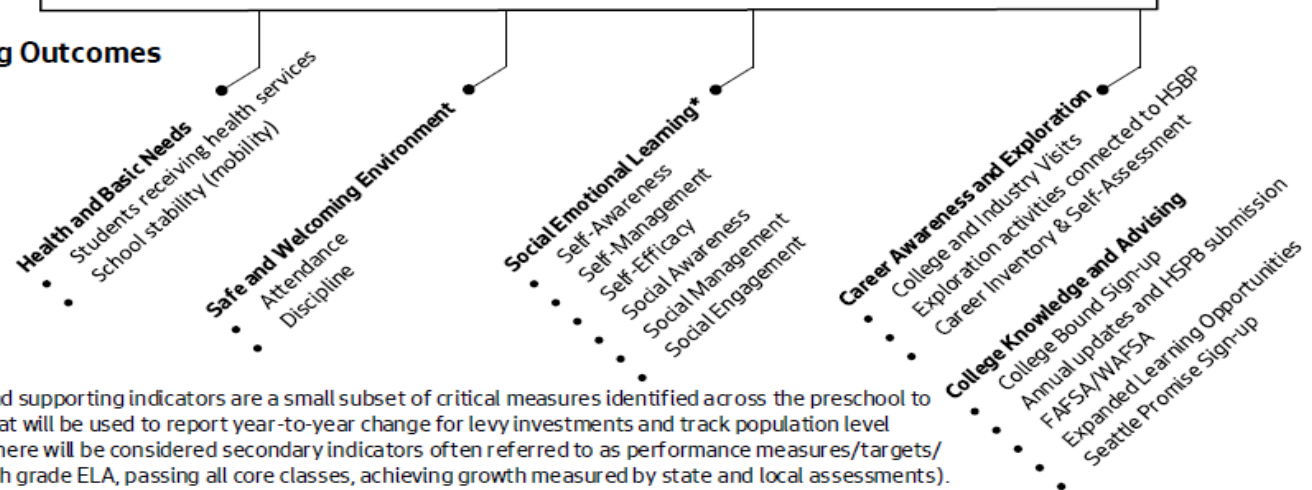 g Outcomes
Health and Basic Needs
• Students receiving health services
• School stability (mobility)
Safe and Welcoming Environment
• Attendance
• Discipline
Social Emotional Learning*
• Self-Awareness
• Self-Management
• Self-Efficacy
• Social Awareness
• Social Management
• Social Engagement
Career Awareness and Exploration
• College and Industry Visits
• Exploration activities connected to HSBP
• Career Inventory & Self-Assessment
College Knowledge and Advising
• College Bound Sign-up
• Annual updates and HSPB submission
• FAFSA/WAFSA
• Expanded Learning Opportunities
• Seattle Promise Sign-up
nd supporting indicators are a small subset of critical measures identified across the preschool to
at will be used to report year-to-year change for levy investments and track population level
here will be considered secondary indicators often referred to as performance measures/targets/
h grade ELA, passing all core classes, achieving growth measured by state and local assessments).